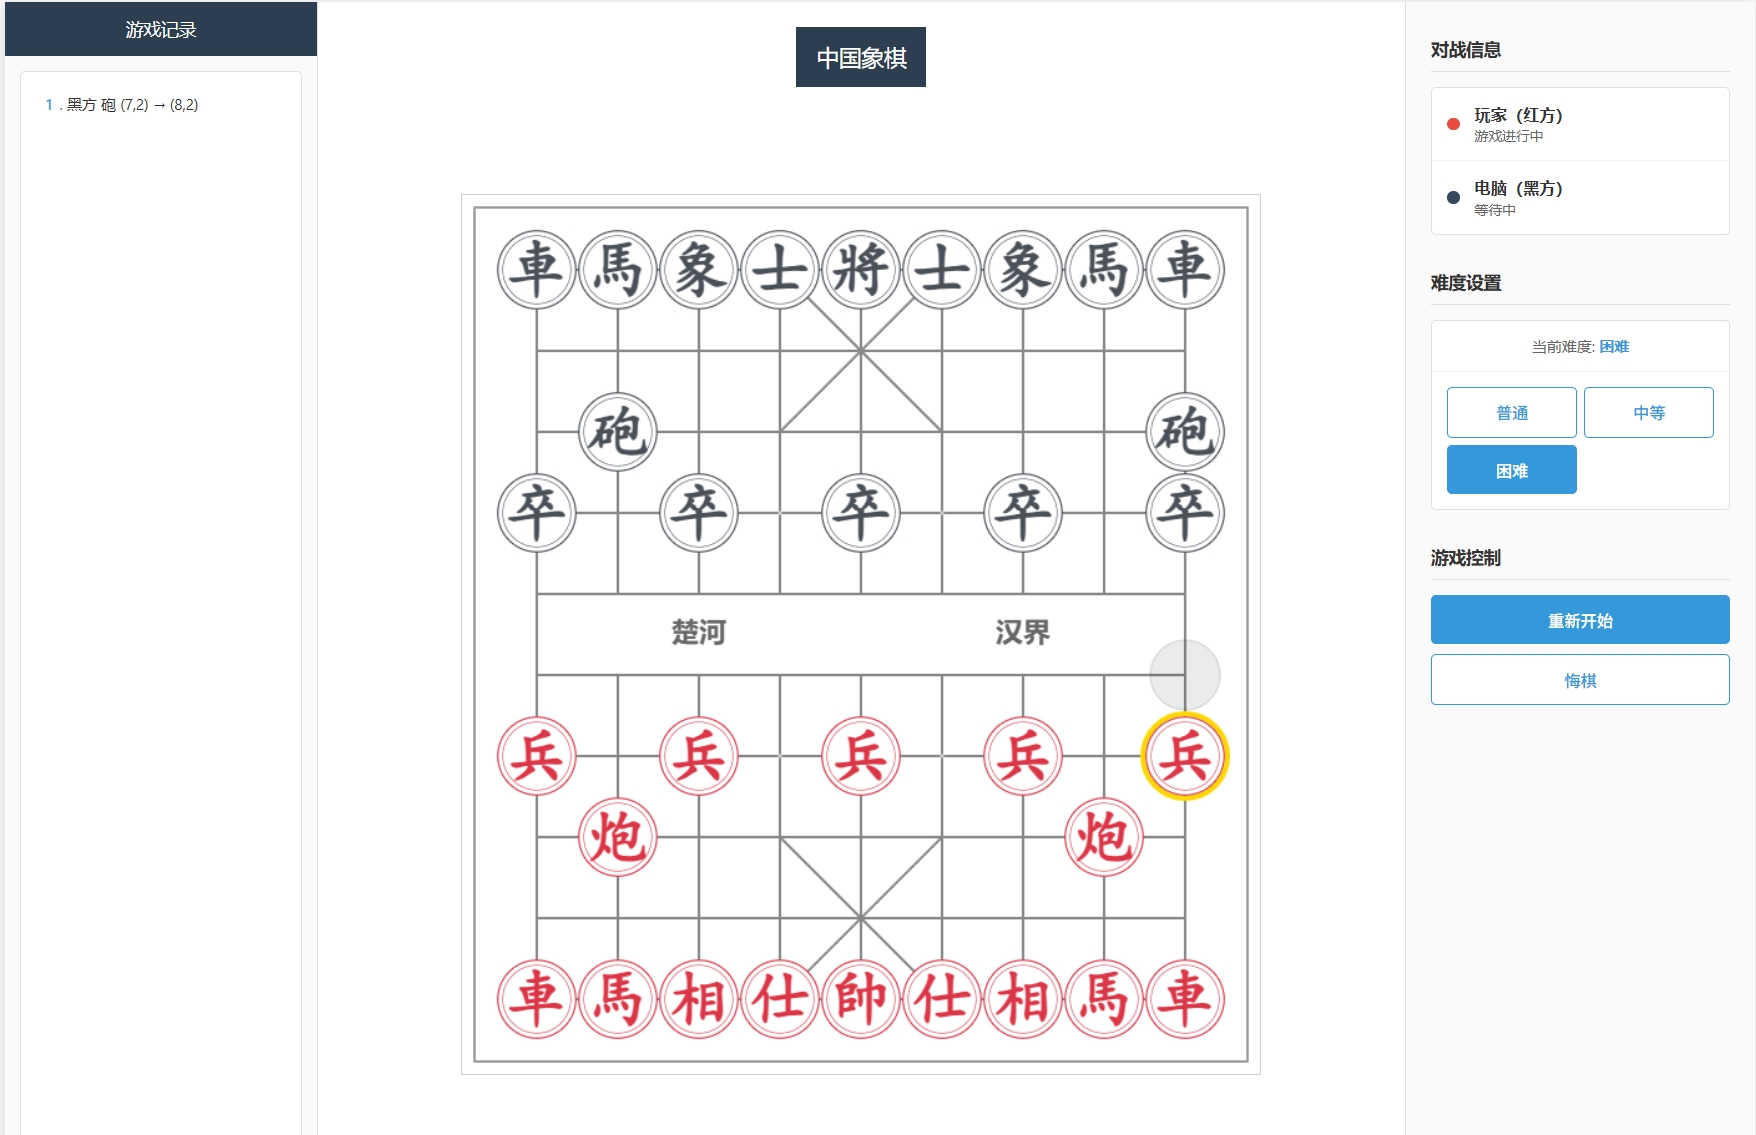 游戏记录
1 . 黑方 砲 (7,2) → (8,2)
中国象棋
車馬象士將士象馬車
砲 砲
卒 卒 卒 卒 卒
楚河 汉界
兵 兵 兵 兵 兵
炮 炮
車馬相仕帥仕相馬車
对战信息
玩家（红方）
游戏进行中
电脑（黑方）
等待中
难度设置
当前难度: 困难
普通 中等
困难
游戏控制
重新开始
悔棋